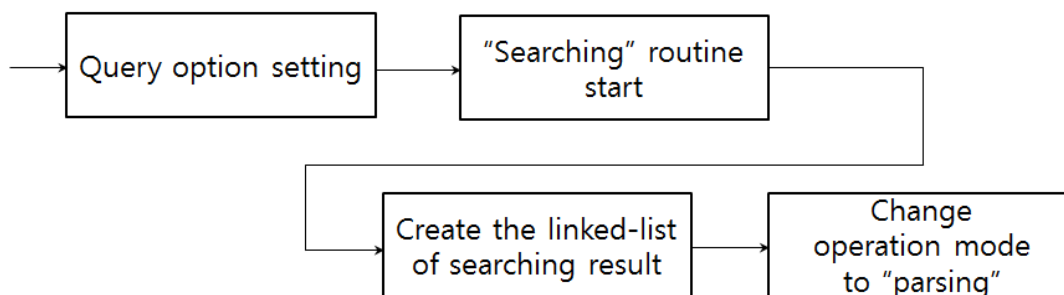 Query option setting
“Searching” routine
start
Create the linked-list
of searching result
Change
operation mode
to “parsing”